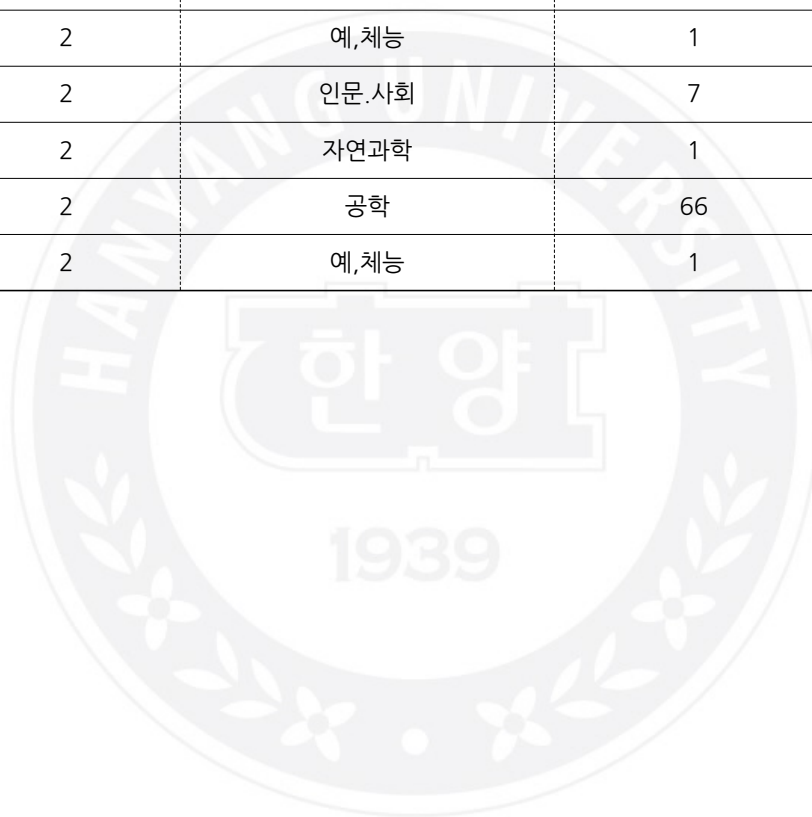 2 예,체능 1
2 인문.사회 7
2 자연과학 1
2 공학 66
2 예,체능 1
HANYANG UNIVERSITY
한양
1939